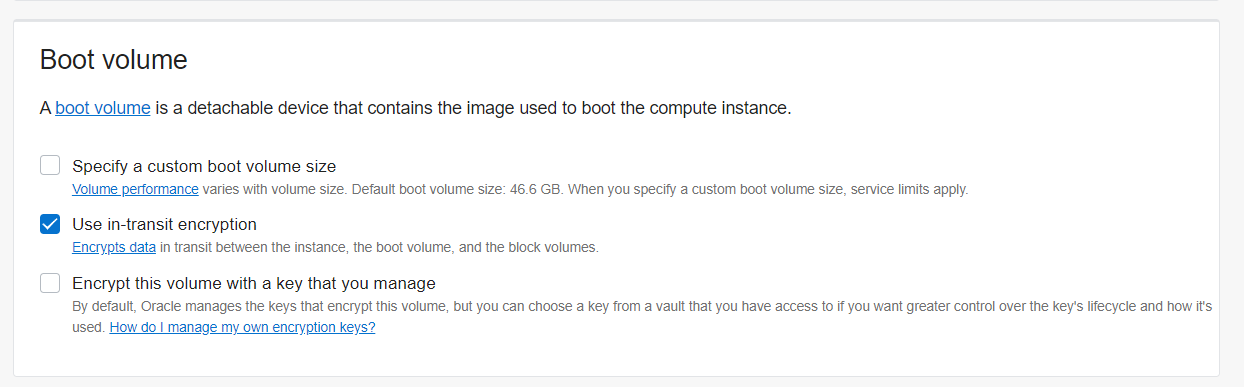 Boot volume
A boot volume is a detachable device that contains the image used to boot the compute instance.
Specify a custom boot volume size
Volume performance varies with volume size. Default boot volume size: 46.6 GB. When you specify a custom boot volume size, service limits apply.
Use in-transit encryption
Encrypts data in transit between the instance, the boot volume, and the block volumes.
Encrypt this volume with a key that you manage
By default, Oracle manages the keys that encrypt this volume, but you can choose a key from a vault that you have access to if you want greater control over the key's lifecycle and how it's
used. How do I manage my own encryption keys?